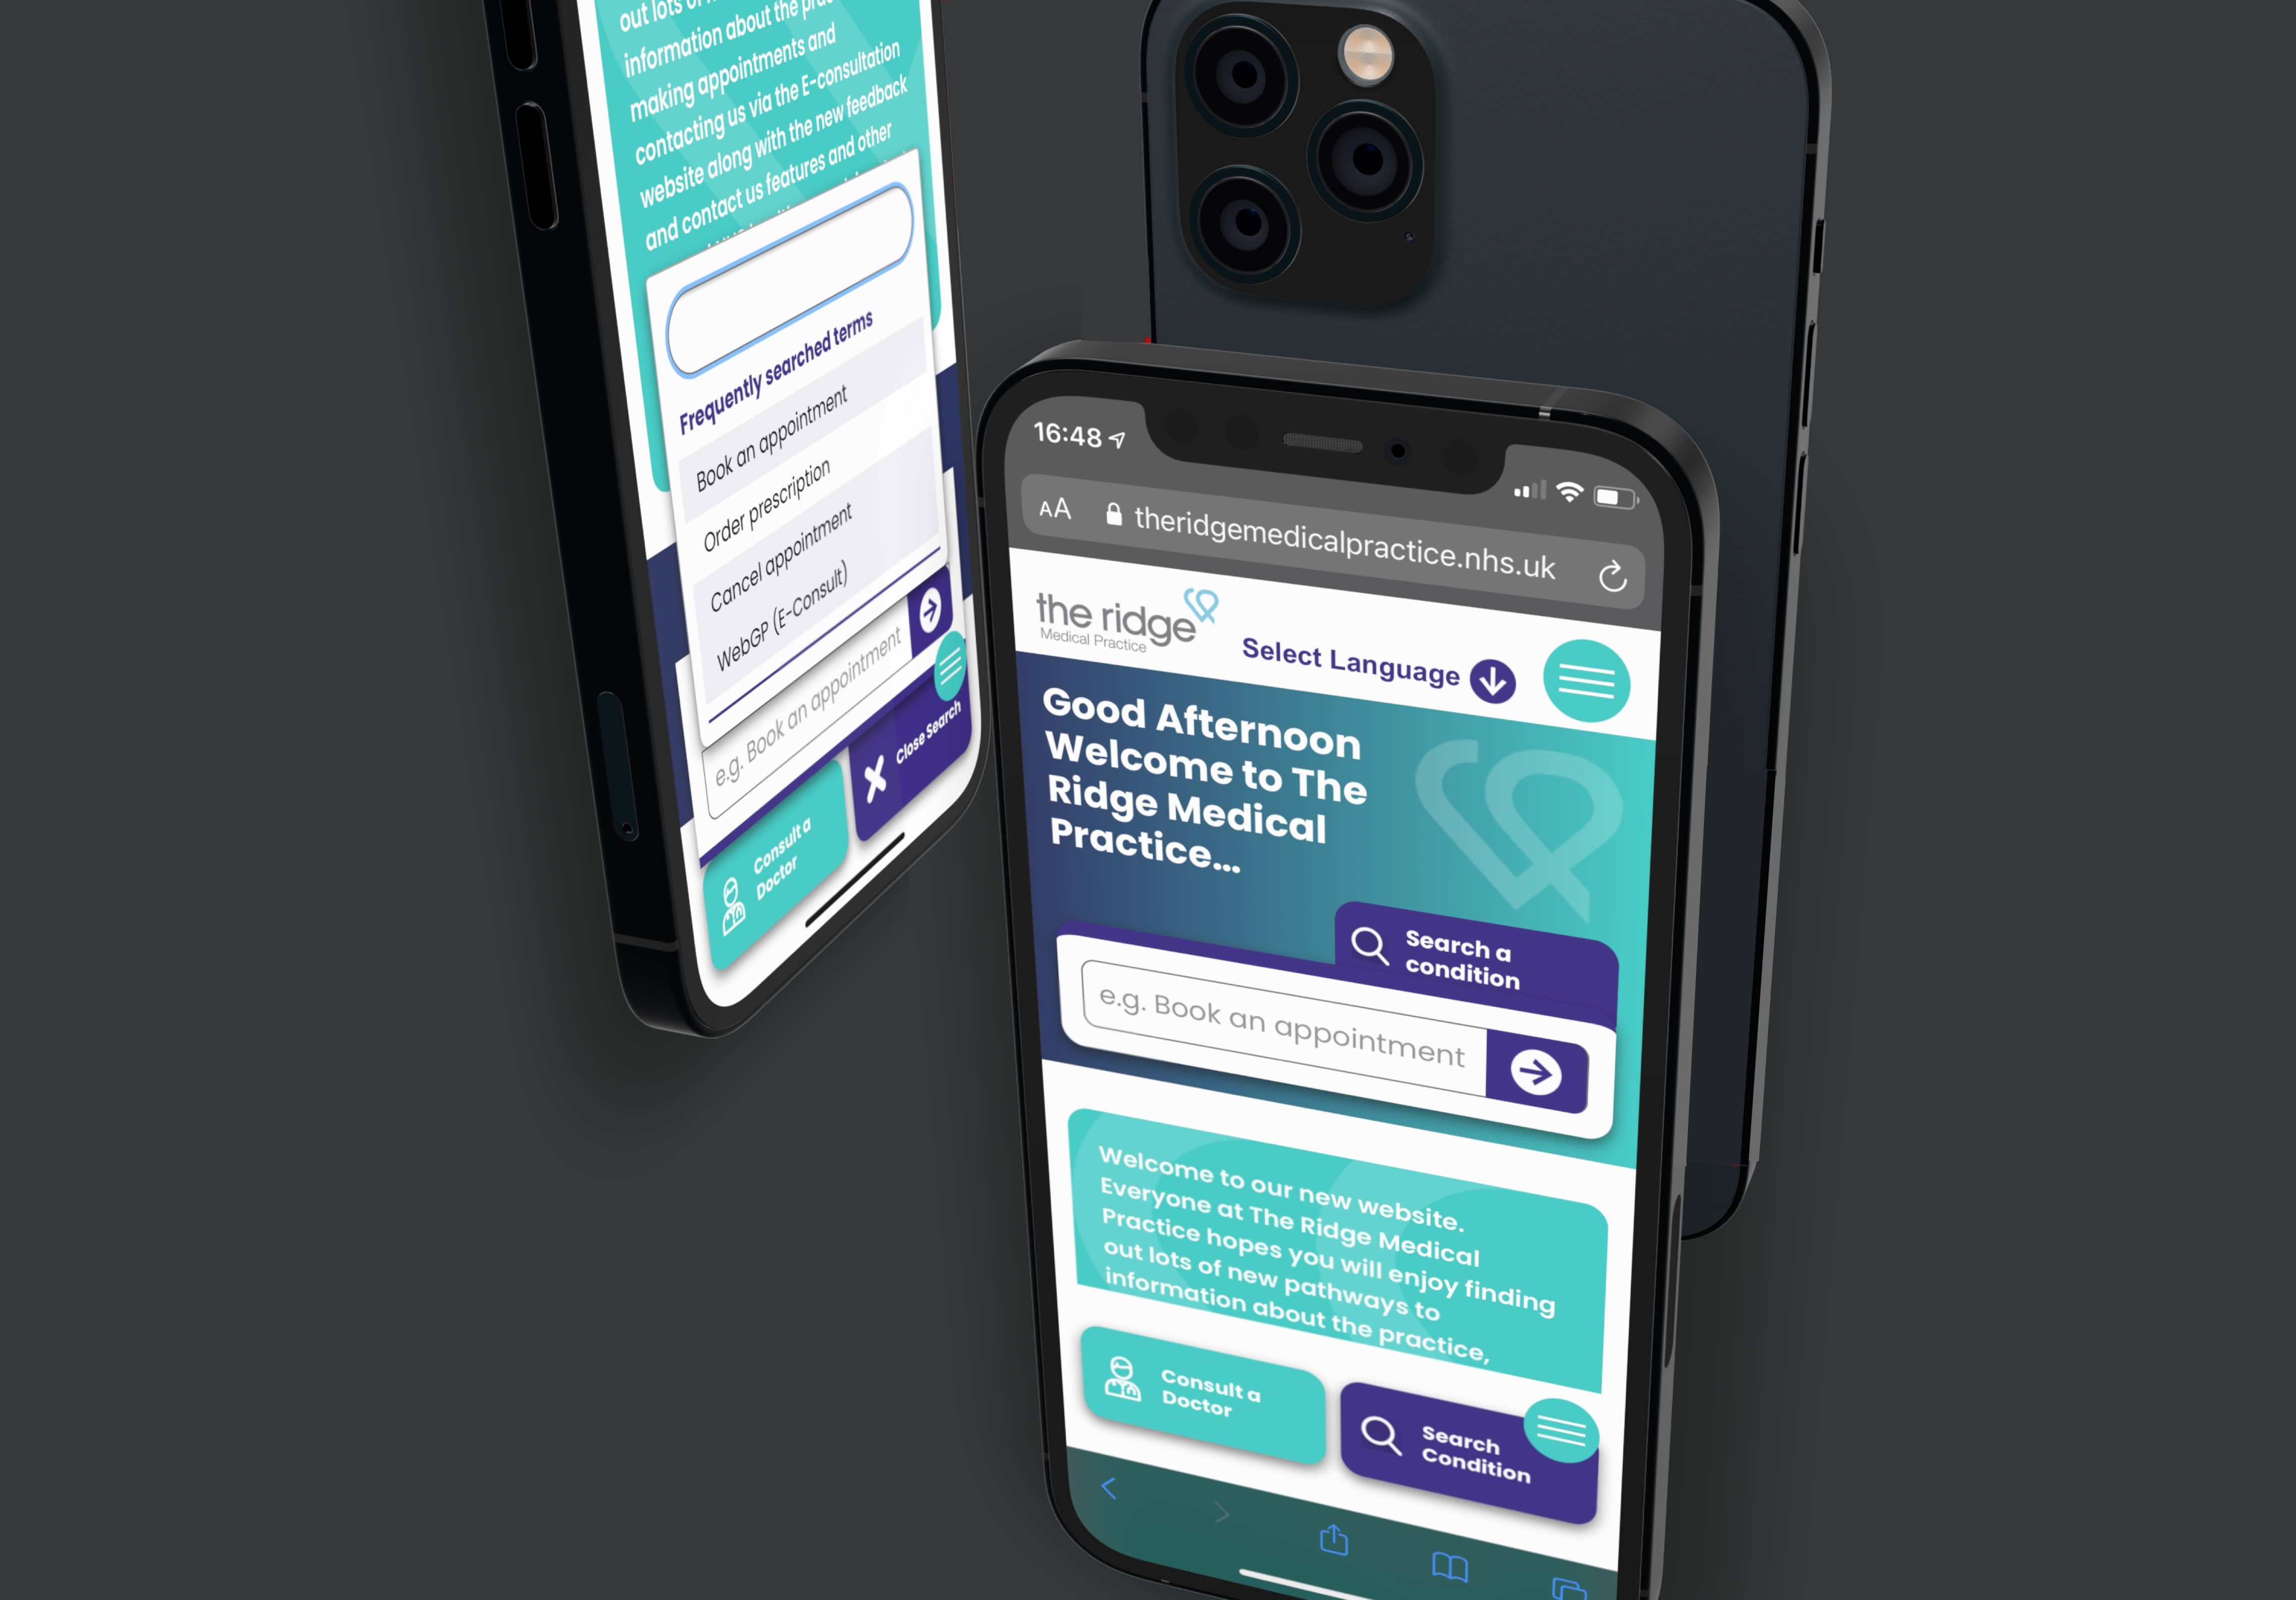 out lots of
information about the
making appointments and
contacting us via the E-consultation
website along with the new feedback
and contact us features and other
Frequently searched terms
Book an appointment
Order prescription
Cancel appointment
WebGP (E-Consult)
e.g. Book an appointment
Close Search
Consult a
Doctor
16:48
AA theridgemedicalpractice.nhs.uk
the ridge
Medical Practice
Select Language
Good Afternoon
Welcome to The
Ridge Medical
Practice...
Search a
condition
e.g. Book an appointment
Welcome to our new website.
Everyone at The Ridge Medical
Practice hopes you will enjoy finding
out lots of new pathways to
information about the practice,
Consult a
Doctor
Search
Condition